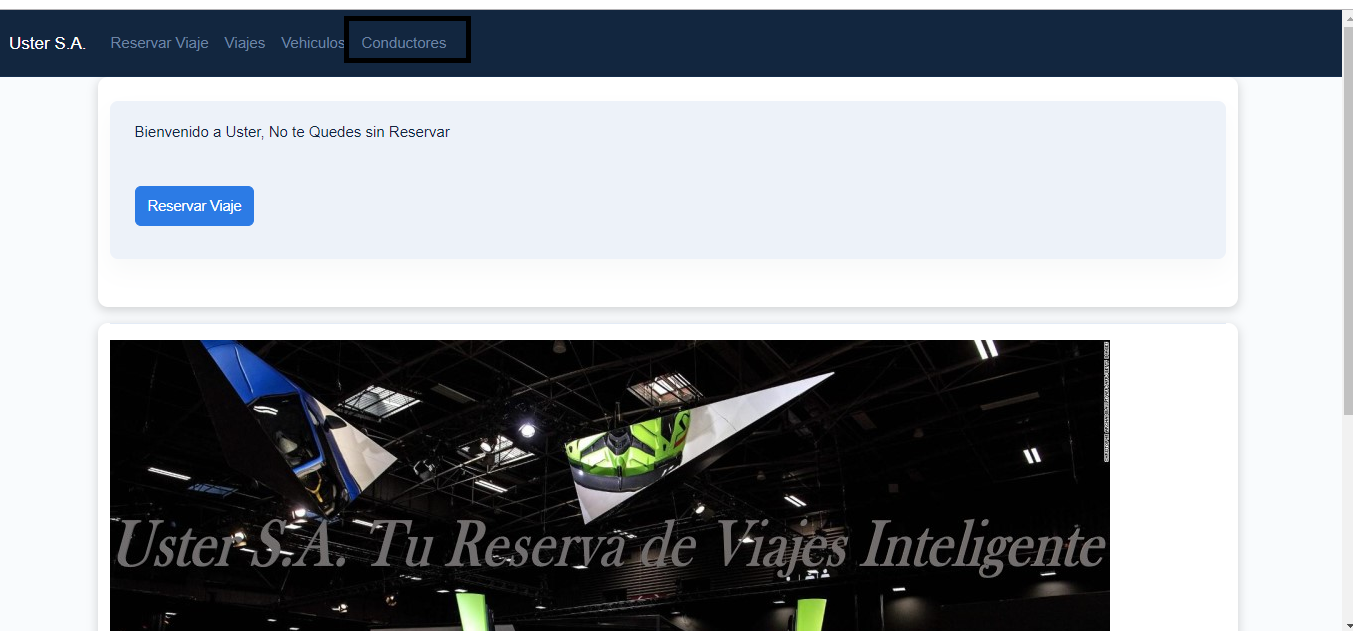 Uster S.A. Reservar Viaje Viajes Vehiculos Conductores
Bienvenido a Uster, No te Quedes sin Reservar
Reservar Viaje
Uster S.A. Tu Reserva de Viajes Inteligente